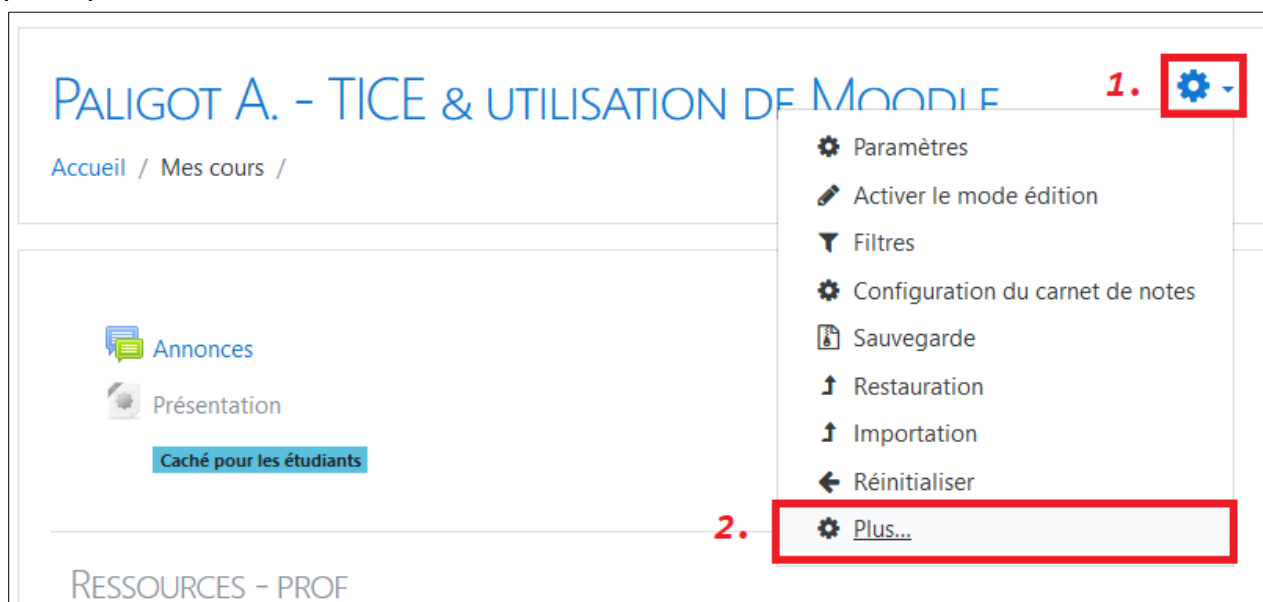 PALIGOT A. - TICE & UTILISATION DE MOODLE
1.
Accueil / Mes cours /
Paramètres
Activer le mode édition
Filtres
Configuration du carnet de notes
Sauvegarde
Restauration
Importation
Réinitialiser
2.
Plus...
Annonces
Présentation
Caché pour les étudiants
RESSOURCES - PROF